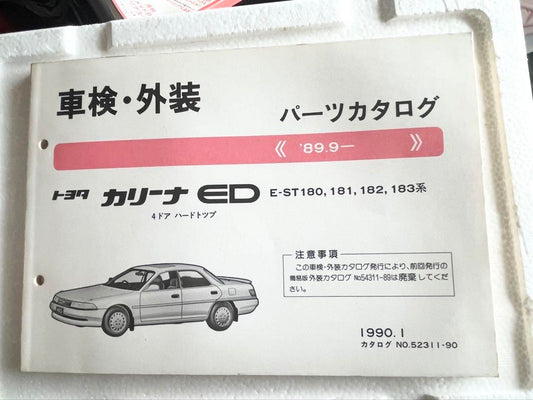 車検・外装
パーツカタログ
《 '89.9― 》
トヨタ カリーナ ED E-ST180, 181, 182, 183系
4ドア ハードトップ
注意事項
この車検・外装カタログ発行により、前回発行の
簡易版 外装カタログ No54311-89は廃棄してくだ
さい。
1990.1
カタログ NO.52311-90